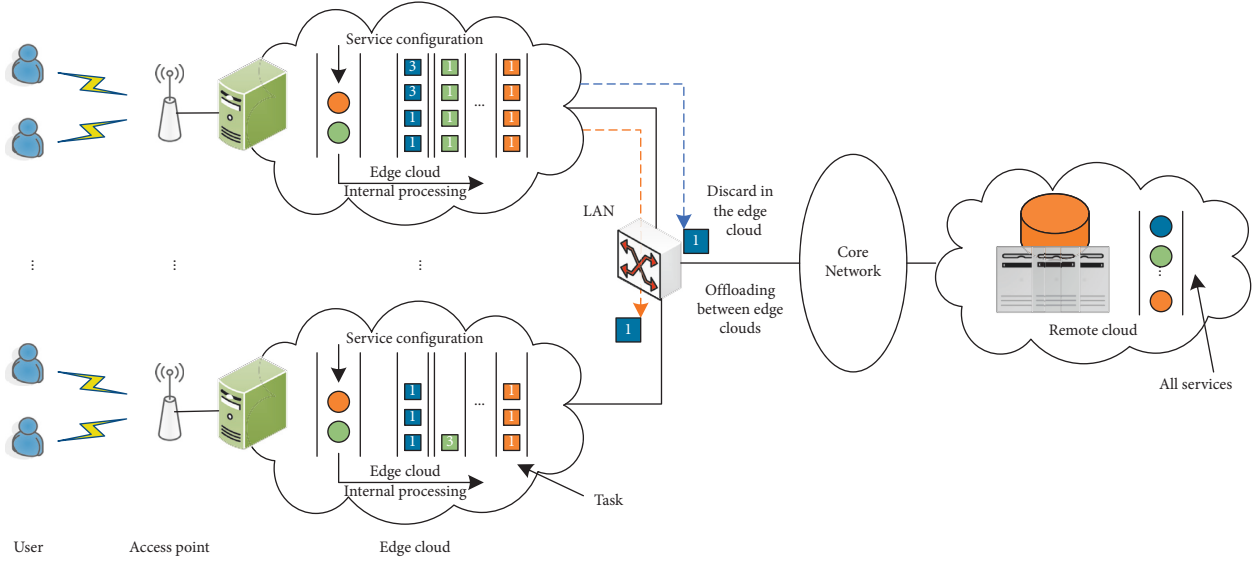 Service configuration
3 1 1
3 1 1
1 1 ... 1
1 1 1
Edge cloud
Internal processing
LAN
1
Discard in
the edge
cloud
Core
Network
Offloading
between edge
clouds
1
Remote cloud
All services
Service configuration
1 1
1 ... 1
1 3 1
Edge cloud
Internal processing
Task
User
Access point
Edge cloud